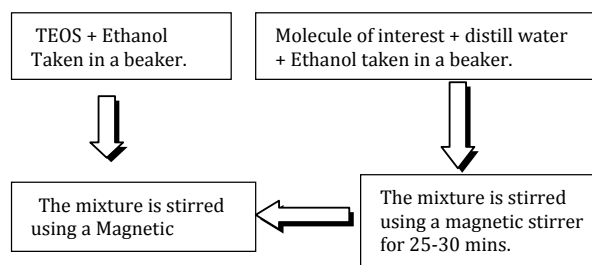 TEOS + Ethanol
Taken in a beaker.
Molecule of interest + distill water
+ Ethanol taken in a beaker.
The mixture is stirred
using a Magnetic
The mixture is stirred
using a magnetic stirrer
for 25-30 mins.